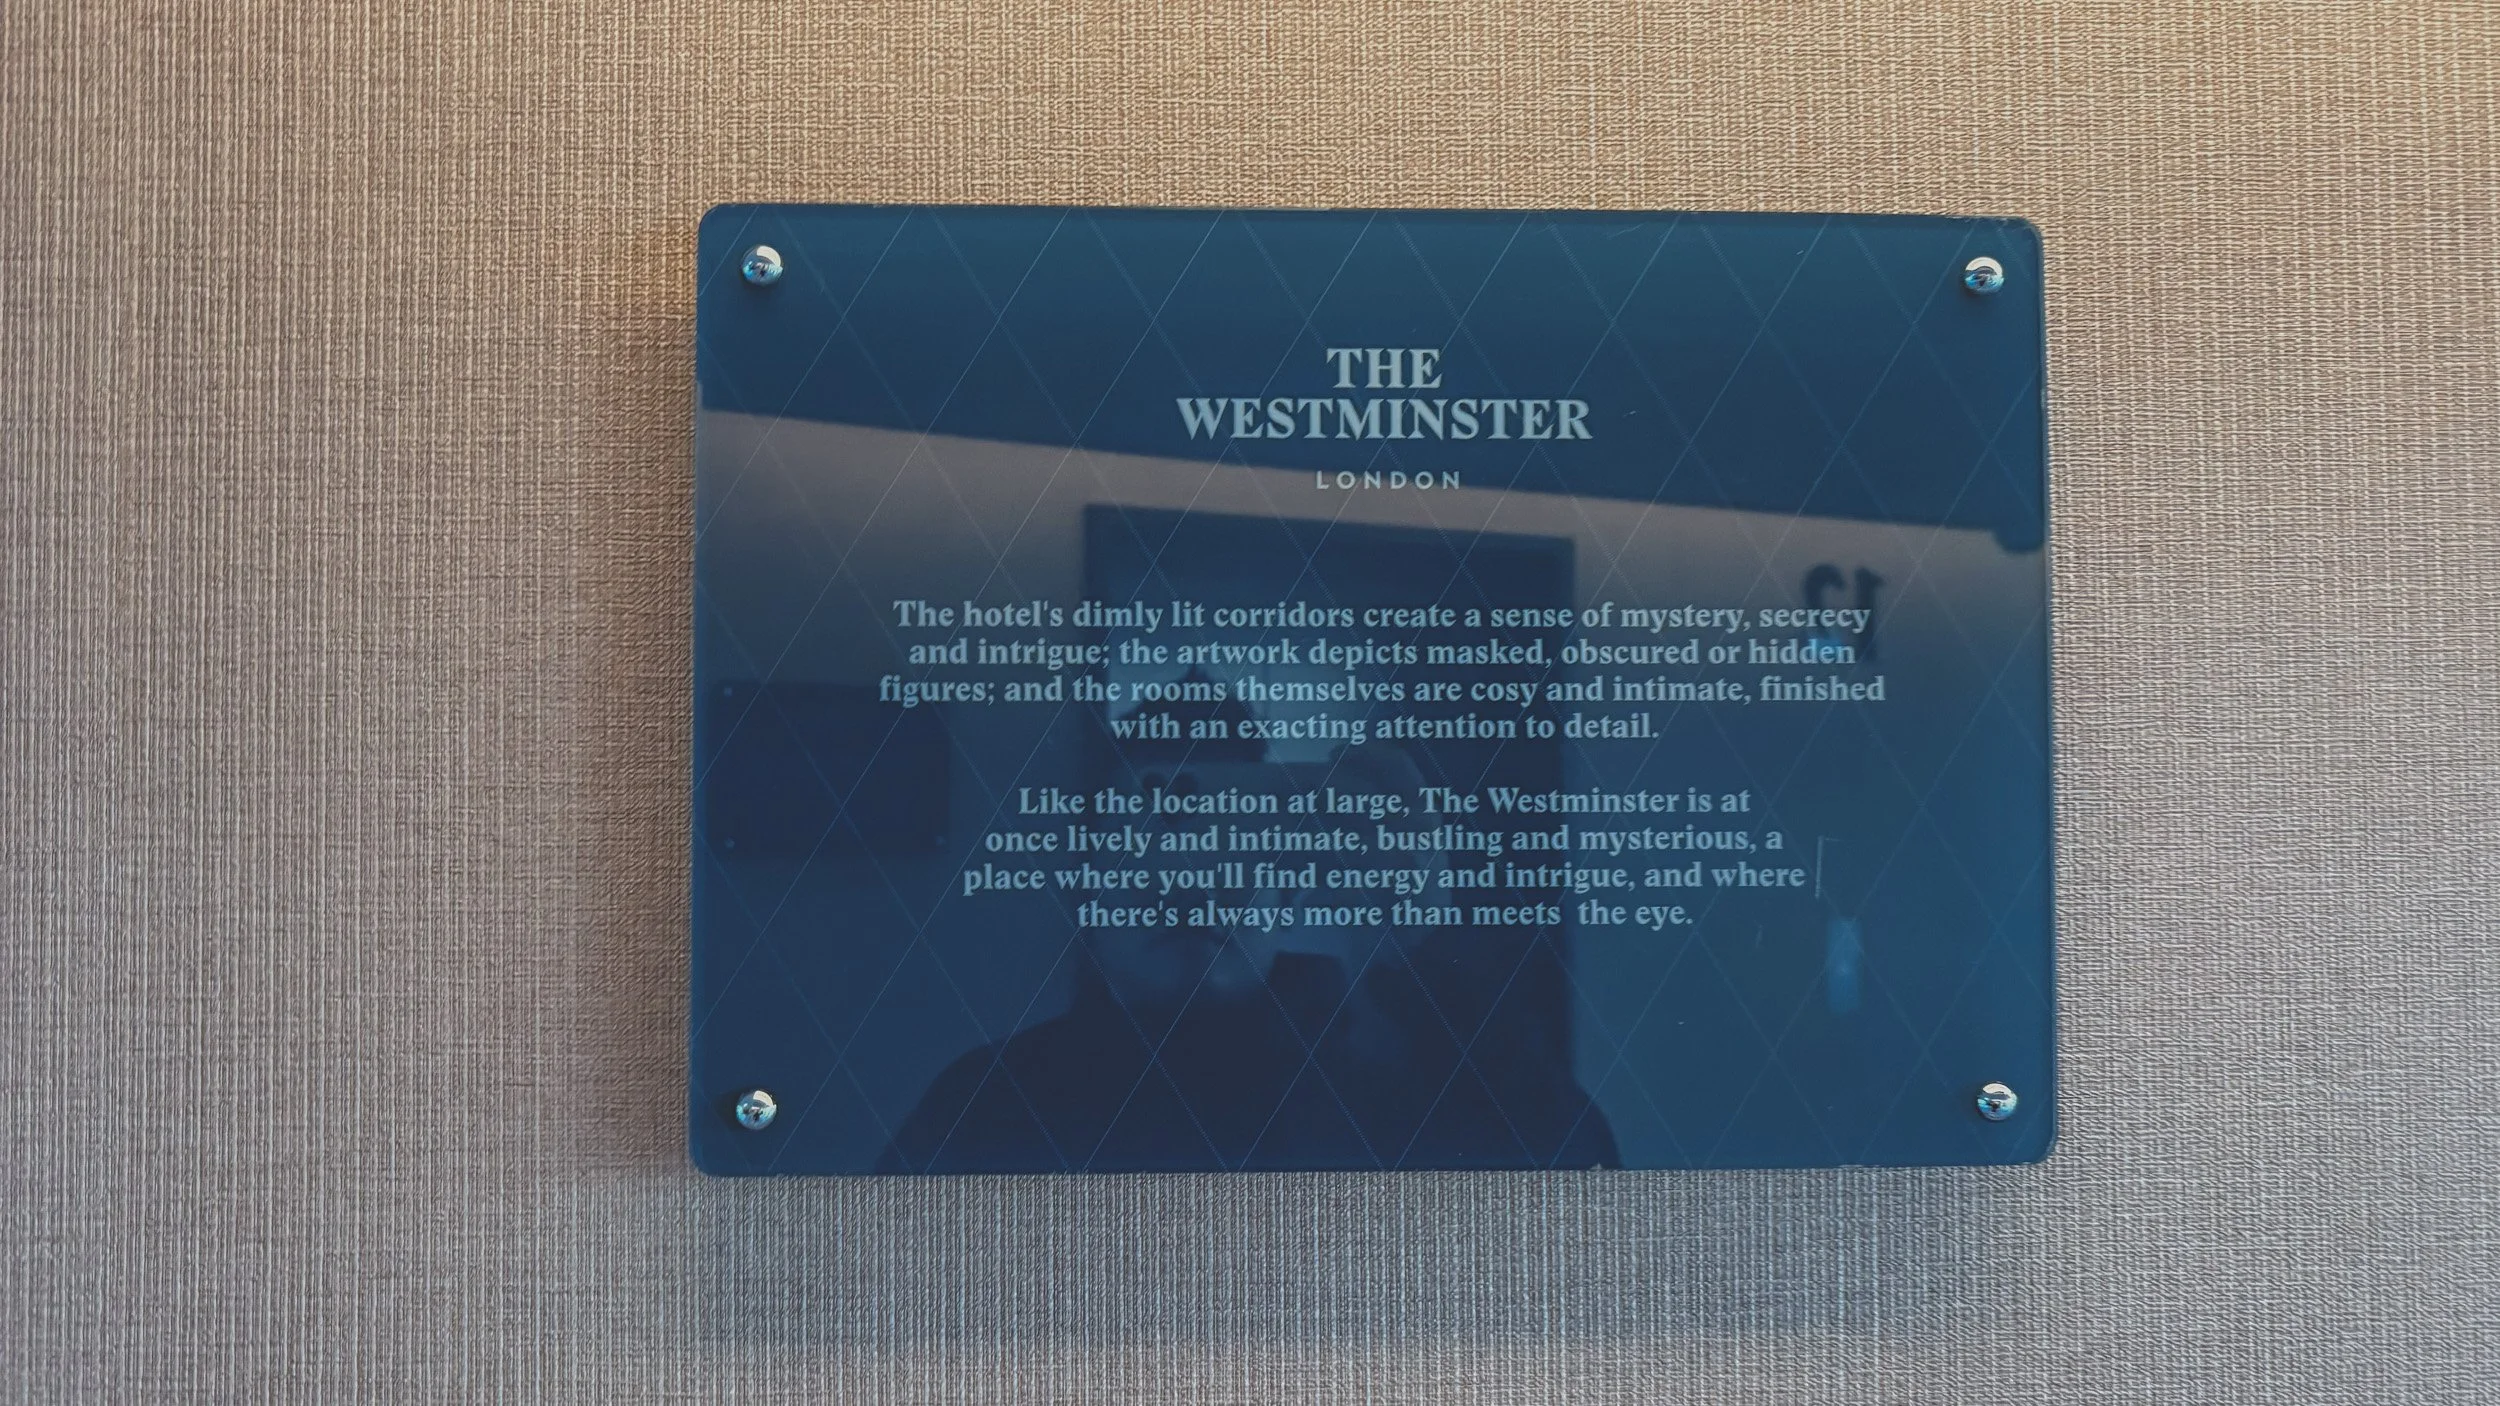 THE
WESTMINSTER
LONDON
The hotel's dimly lit corridors create a sense of mystery, secrecy
and intrigue; the artwork depicts masked, obscured or hidden
figures; and the rooms themselves are cosy and intimate, finished
with an exacting attention to detail.
Like the location at large, The Westminster is at
once lively and intimate, bustling and mysterious, a
place where you'll find energy and intrigue, and where
there's always more than meets  the eye.
12